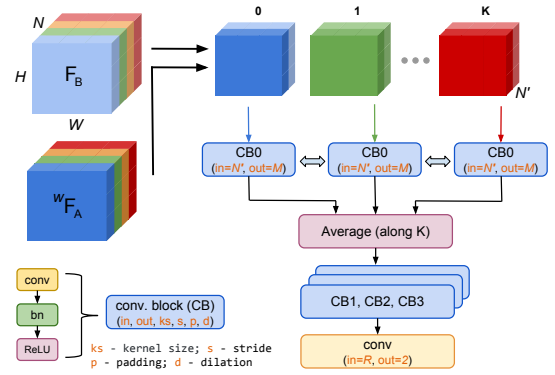 0
1
K
N
H
F_B
W
N'
^wF_A
CB0
(in=N', out=M)
CB0
(in=N', out=M)
CB0
(in=N', out=M)
Average (along K)
CB1, CB2, CB3
conv
(in=R, out=2)
conv
bn
ReLU
conv. block (CB)
(in, out, ks, s, p, d)
ks - kernel size; s - stride
p - padding; d - dilation